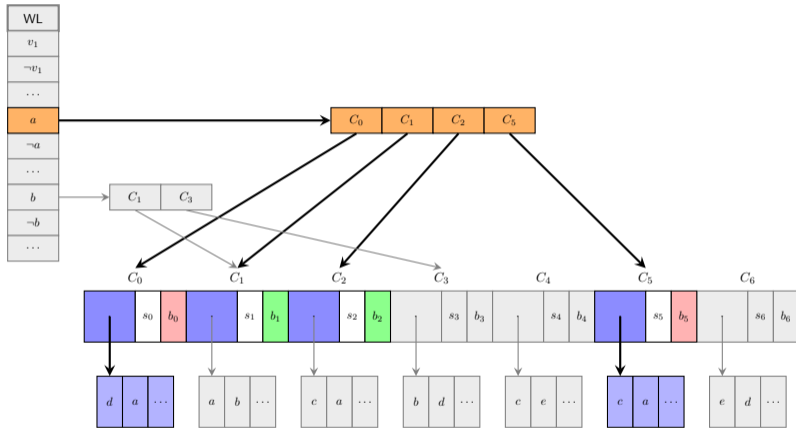 WL
v₁
¬v₁
...
a
C₀ C₁ C₂ C₅
¬a
...
b
C₁ C₃
¬b
...
C₀ C₁ C₂ C₃ C₄ C₅ C₆
s₀ b₀ s₁ b₁ s₂ b₂ s₃ b₃ s₄ b₄ s₅ b₅ s₆ b₆
d a ... a b ... c a ... b d ... c e ... c a ... e d ...